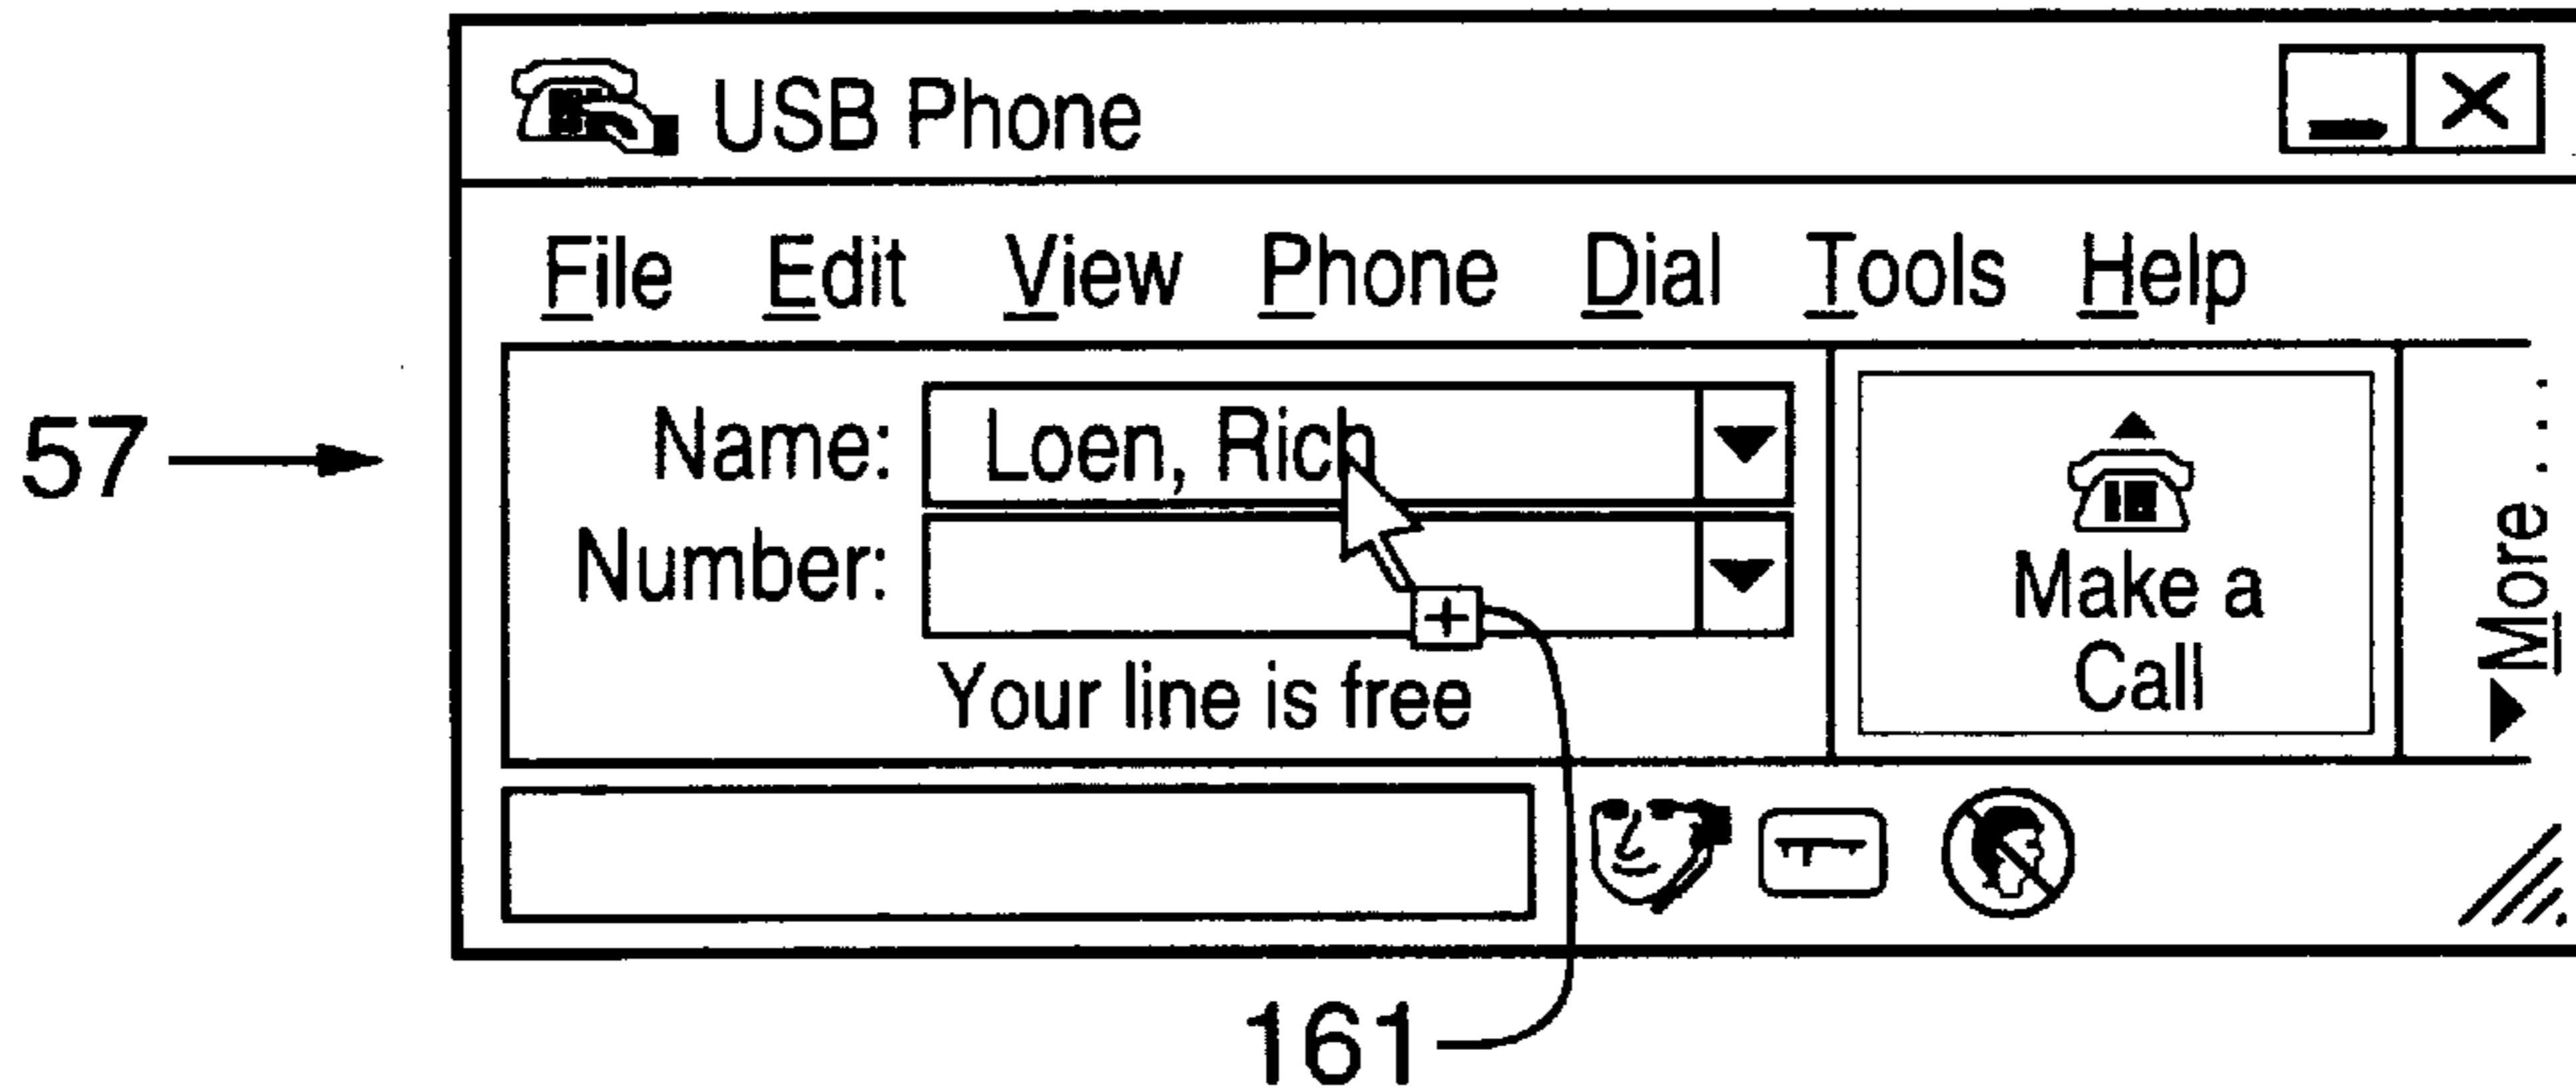 USB Phone
File Edit View Phone Dial Tools Help
57
Name: Loen, Rich
Number:
Your line is free
Make a
Call
More ...
161